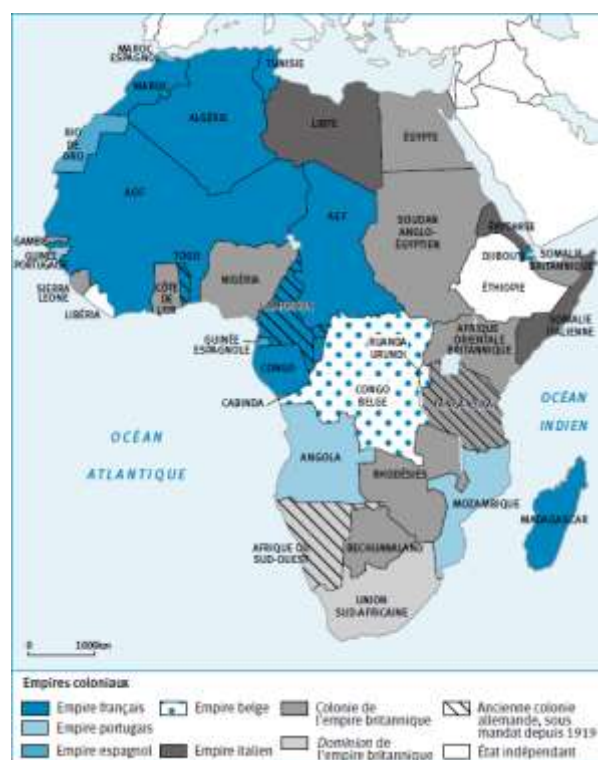 MAROC
ESPAGNOL
TUNISIE
MAROC
ALGÉRIE
LIBYE
ÉGYPTE
RIO
DE
ORO
AOF
AEF
SOUDAN
ANGLO-
ÉGYPTIEN
ÉRYTHRÉE
GAMBIE
GUINÉE
PORTUGAISE
TOGO
DJIBOUTI
SOMALIE
BRITANNIQUE
SIERRA
LEONE
CÔTE
DE L'OR
NIGÉRIA
ÉTHIOPIE
LIBÉRIA
CAMEROUN
SOMALIE
ITALIENNE
GUINÉE
ESPAGNOLE
AFRIQUE
ORIENTALE
BRITANNIQUE
RUANDA
URUNDI
CONGO
CONGO
BELGE
CABINDA
OCÉAN
INDIEN
OCÉAN
ATLANTIQUE
ANGOLA
RHODÉSIES
MOZAMBIQUE
MADAGASCAR
AFRIQUE DU
SUD-OUEST
BECHUANALAND
UNION
SUD-AFRICAINE
0 1000km
Empires coloniaux
Empire français
Empire portugais
Empire espagnol
Empire belge
Empire italien
Colonie de
l'empire britannique
Dominion de
l'empire britannique
Ancienne colonie
allemande, sous
mandat depuis 1919
État indépendant